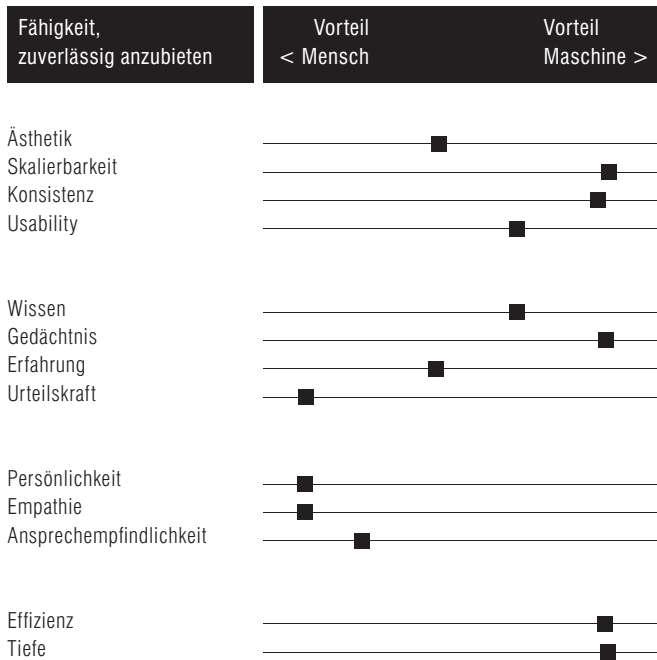 Fähigkeit,
zuverlässig anzubieten
Vorteil
< Mensch
Vorteil
Maschine >
Ästhetik
Skalierbarkeit
Konsistenz
Usability
Wissen
Gedächtnis
Erfahrung
Urteilskraft
Persönlichkeit
Empathie
Ansprechempfindlichkeit
Effizienz
Tiefe